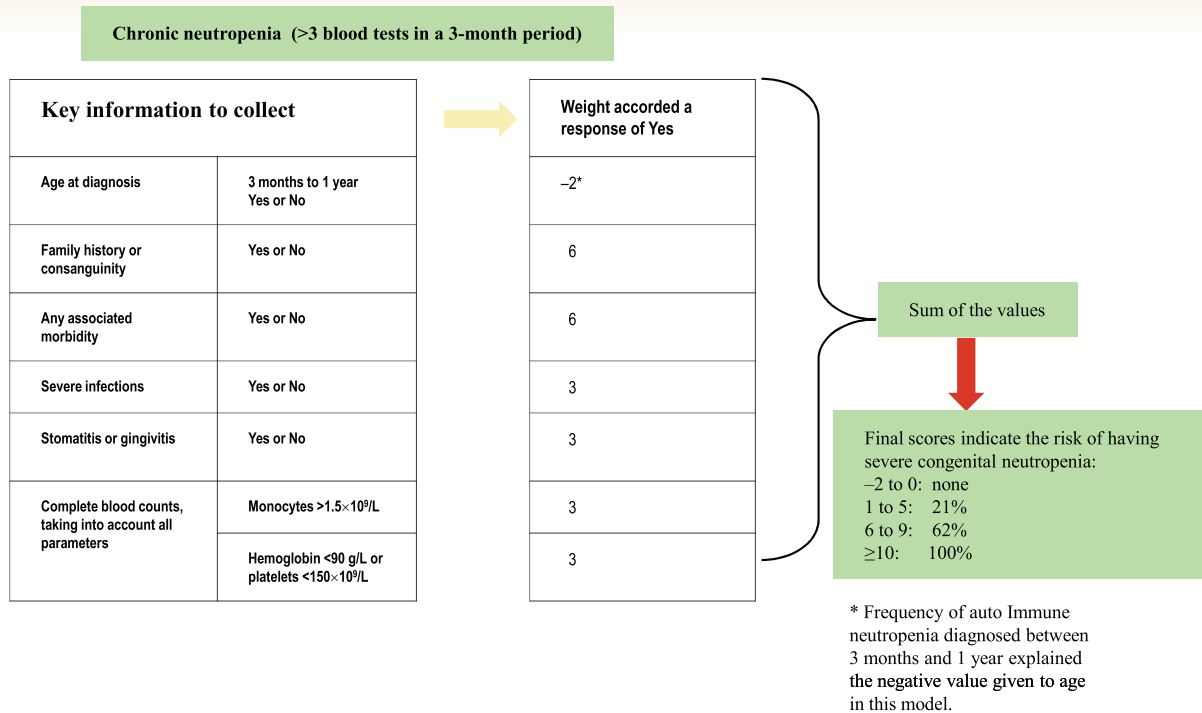 Chronic neutropenia (>3 blood tests in a 3-month period)
Key information to collect
Weight accorded a
response of Yes
Age at diagnosis
3 months to 1 year
Yes or No
–2*
Family history or
consanguinity
Yes or No
6
Any associated
morbidity
Yes or No
6
Severe infections
Yes or No
3
Stomatitis or gingivitis
Yes or No
3
Complete blood counts,
taking into account all
parameters
Monocytes >1.5×10⁹/L
3
Hemoglobin <90 g/L or
platelets <150×10⁹/L
3
Sum of the values
Final scores indicate the risk of having
severe congenital neutropenia:
–2 to 0: none
1 to 5: 21%
6 to 9: 62%
≥10: 100%
* Frequency of auto Immune
neutropenia diagnosed between
3 months and 1 year explained
the negative value given to age
in this model.